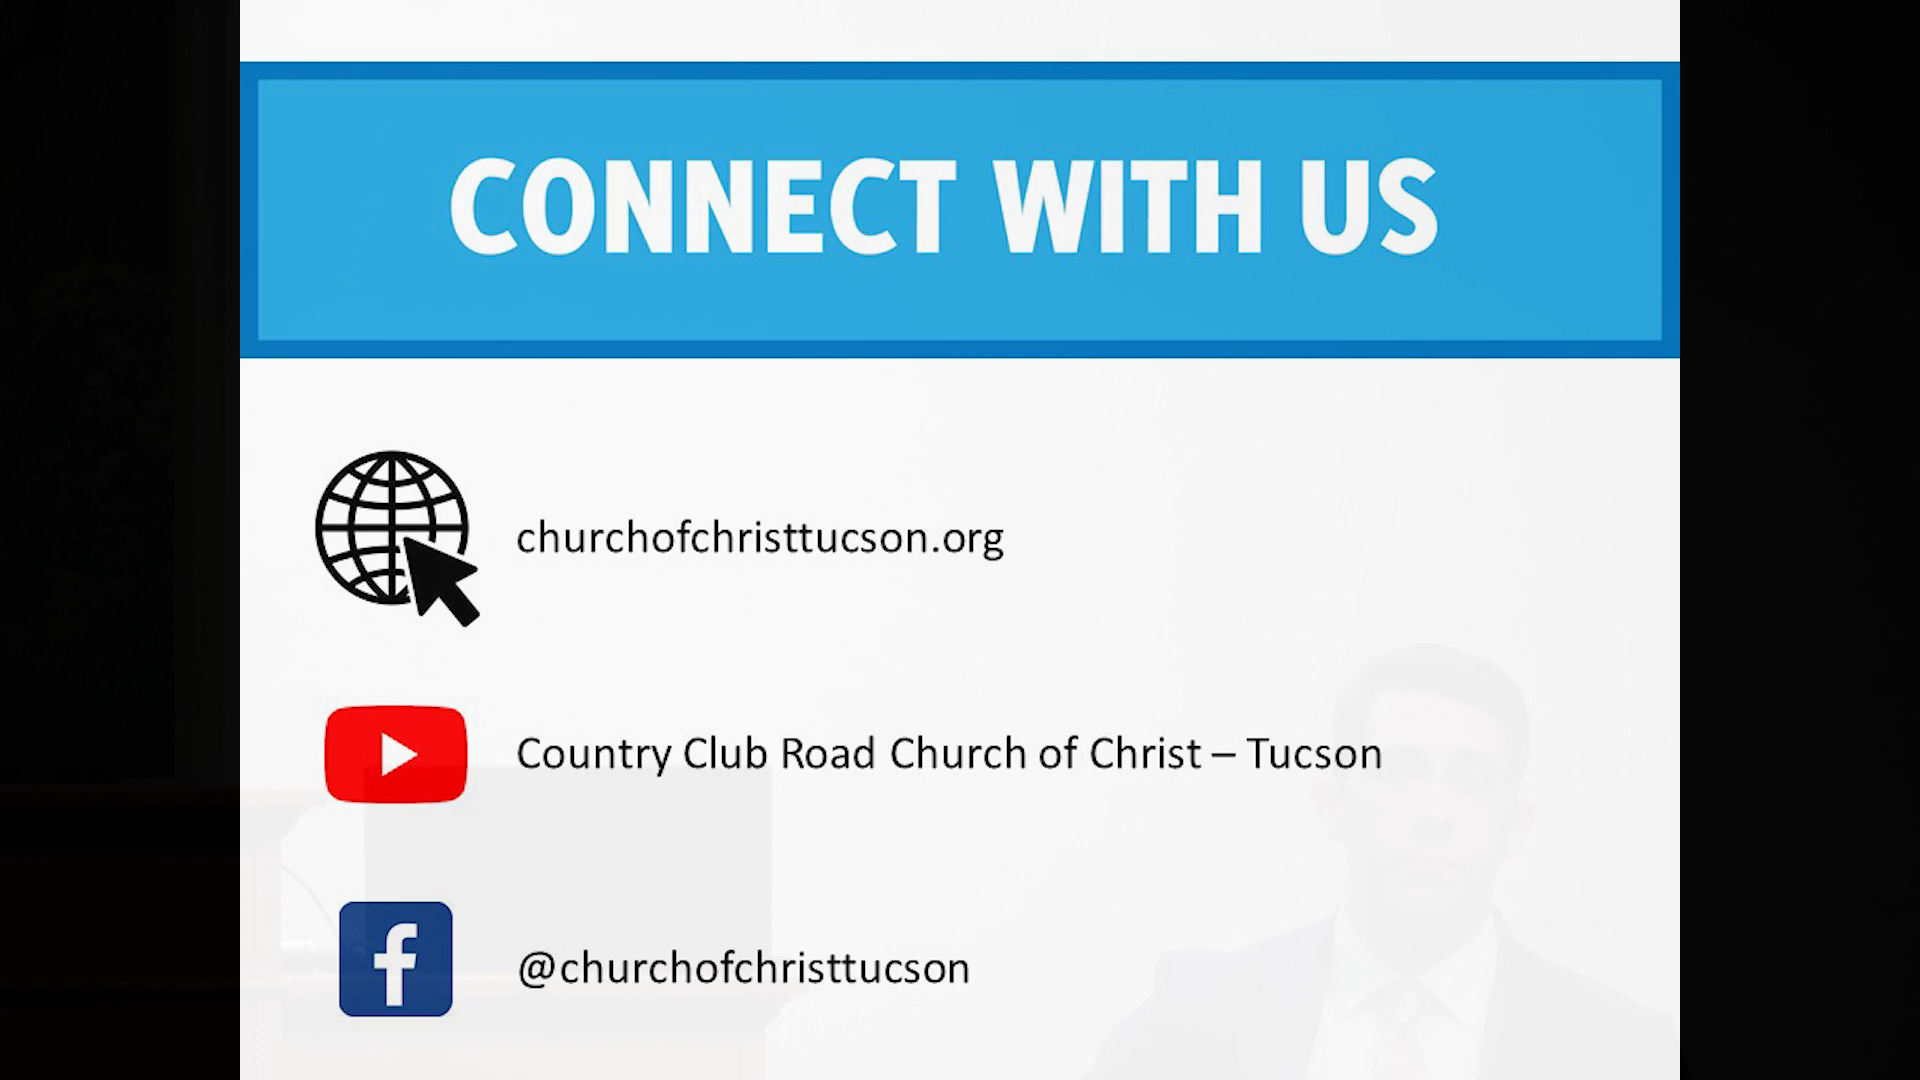 CONNECT WITH US
churchofchristtucson.org
Country Club Road Church of Christ – Tucson
@churchofchristtucson